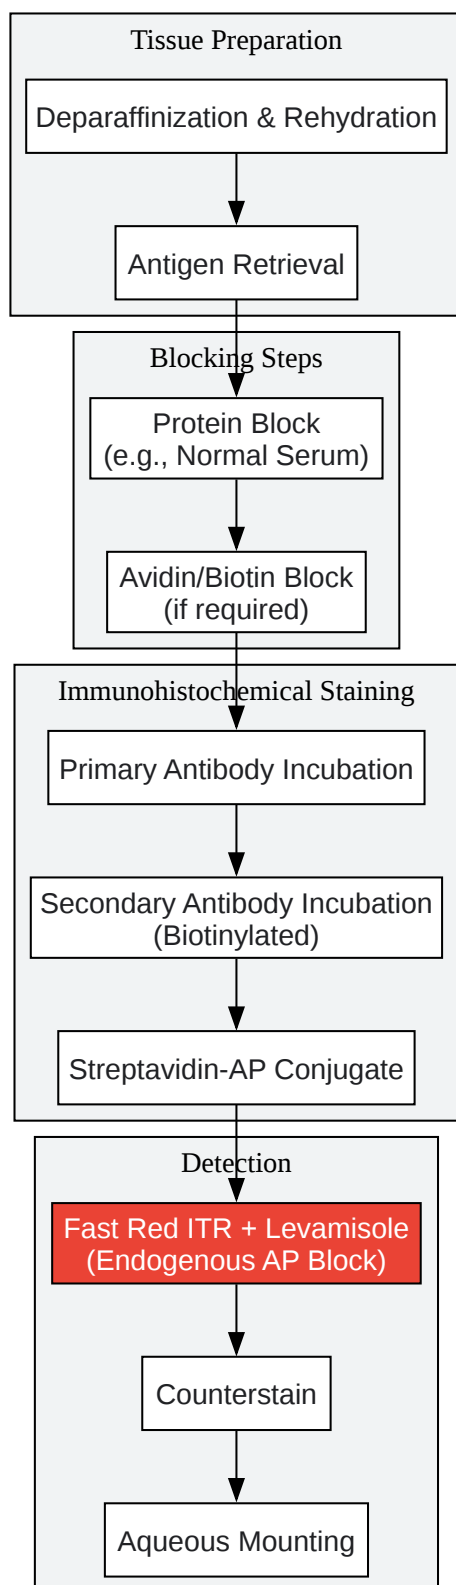 Tissue Preparation
Deparaffinization & Rehydration
Antigen Retrieval
Blocking Steps
Protein Block
(e.g., Normal Serum)
Avidin/Biotin Block
(if required)
Immunohistochemical Staining
Primary Antibody Incubation
Secondary Antibody Incubation
(Biotinylated)
Streptavidin-AP Conjugate
Detection
Fast Red ITR + Levamisole
(Endogenous AP Block)
Counterstain
Aqueous Mounting